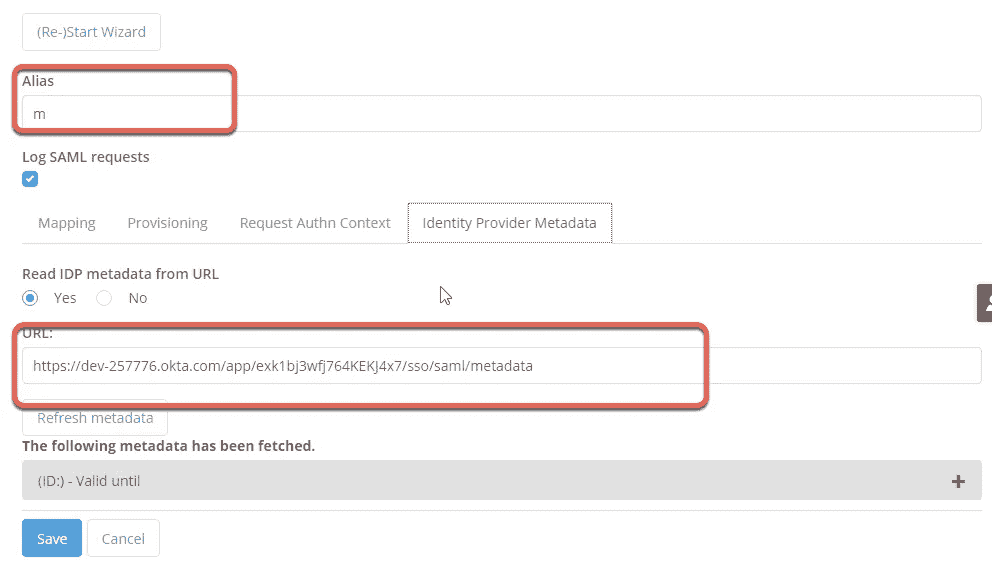 (Re-)Start Wizard
Alias
m
Log SAML requests
Mapping Provisioning Request Authn Context Identity Provider Metadata
Read IDP metadata from URL
Yes No
URL:
https://dev-257776.okta.com/app/exk1bj3wfj764KEKJ4x7/sso/saml/metadata
Refresh metadata
The following metadata has been fetched.
(ID:) - Valid until
Save Cancel